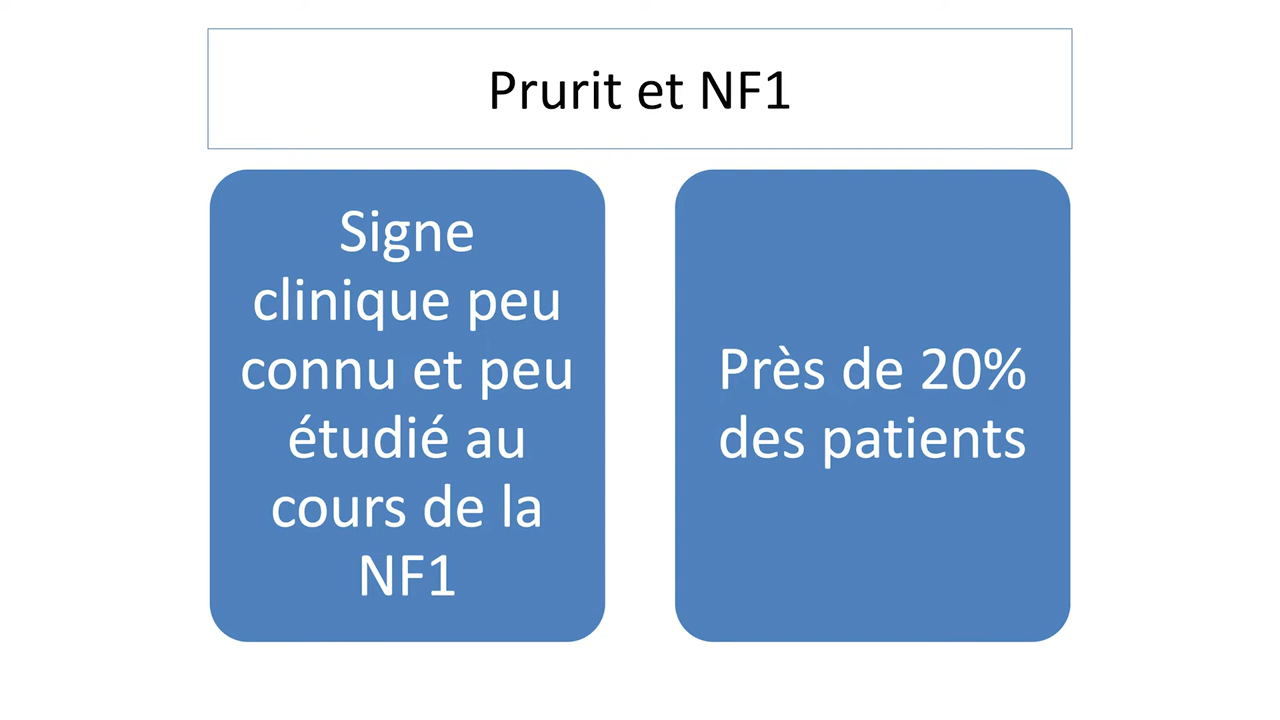 Prurit et NF1
Signe
clinique peu
connu et peu
étudié au
cours de la
NF1
Près de 20%
des patients